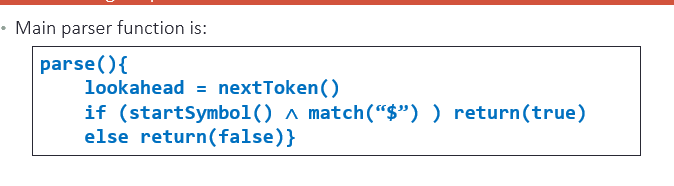 • Main parser function is:
parse(){
lookahead = nextToken()
if (startSymbol() ∧ match(“$”) ) return(true)
else return(false)}